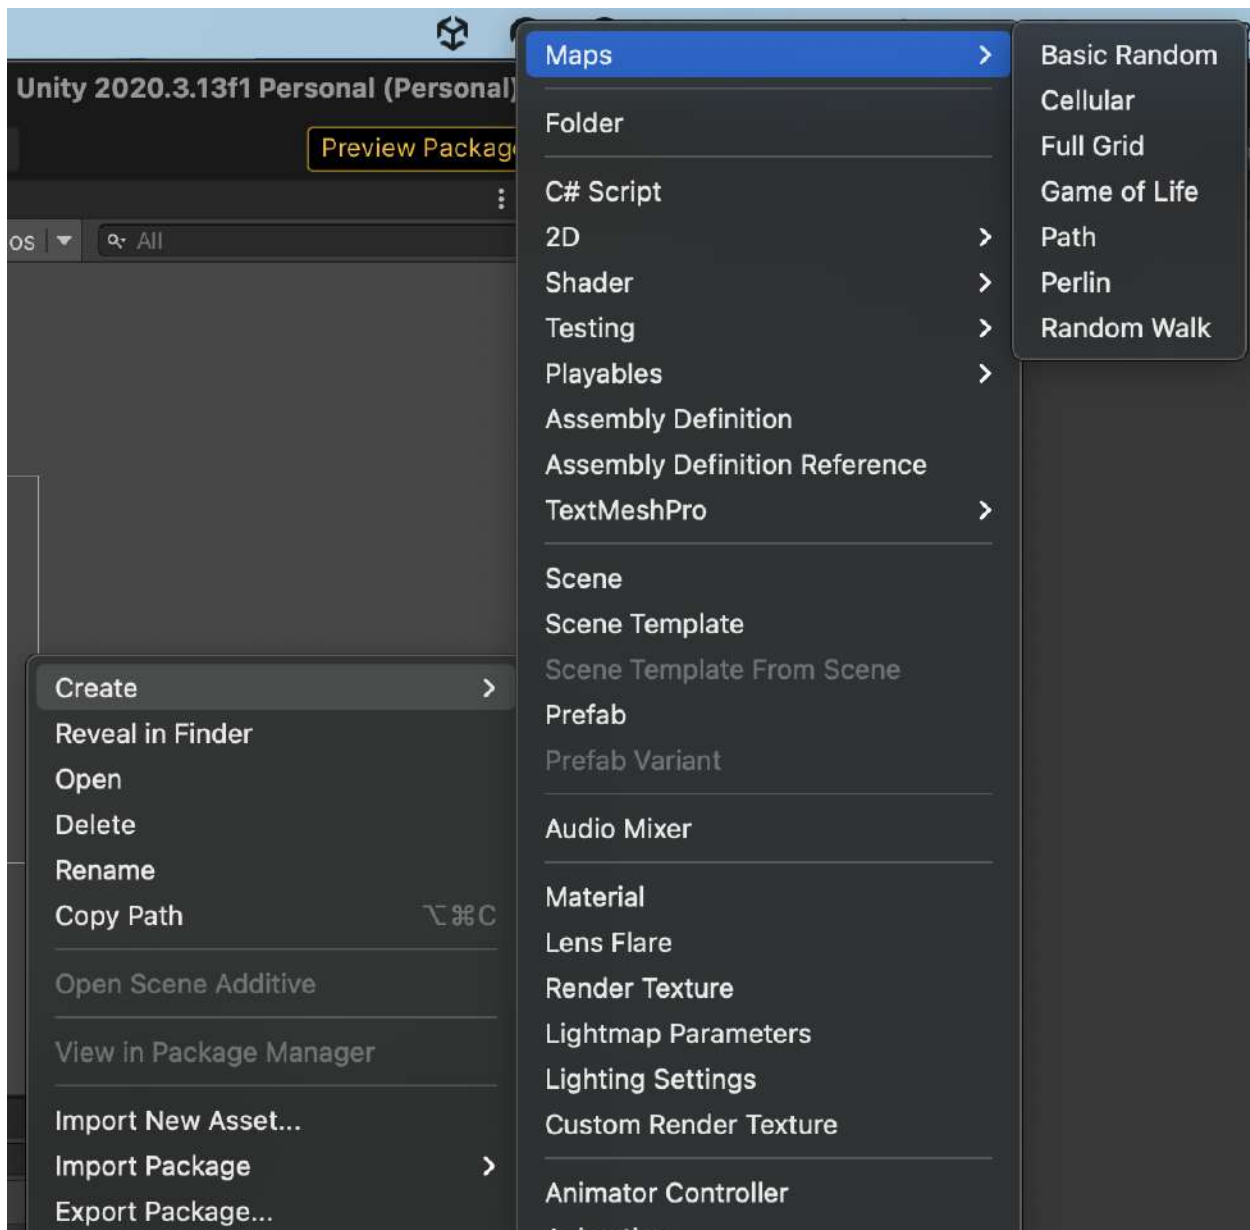 Unity 2020.3.13f1 Personal (Personal)
Preview Packag
os
All
Create
Reveal in Finder
Open
Delete
Rename
Copy Path ⌥⌘C
Open Scene Additive
View in Package Manager
Import New Asset...
Import Package
Export Package...
Maps
Folder
C# Script
2D
Shader
Testing
Playables
Assembly Definition
Assembly Definition Reference
TextMeshPro
Scene
Scene Template
Scene Template From Scene
Prefab
Prefab Variant
Audio Mixer
Material
Lens Flare
Render Texture
Lightmap Parameters
Lighting Settings
Custom Render Texture
Animator Controller
Basic Random
Cellular
Full Grid
Game of Life
Path
Perlin
Random Walk